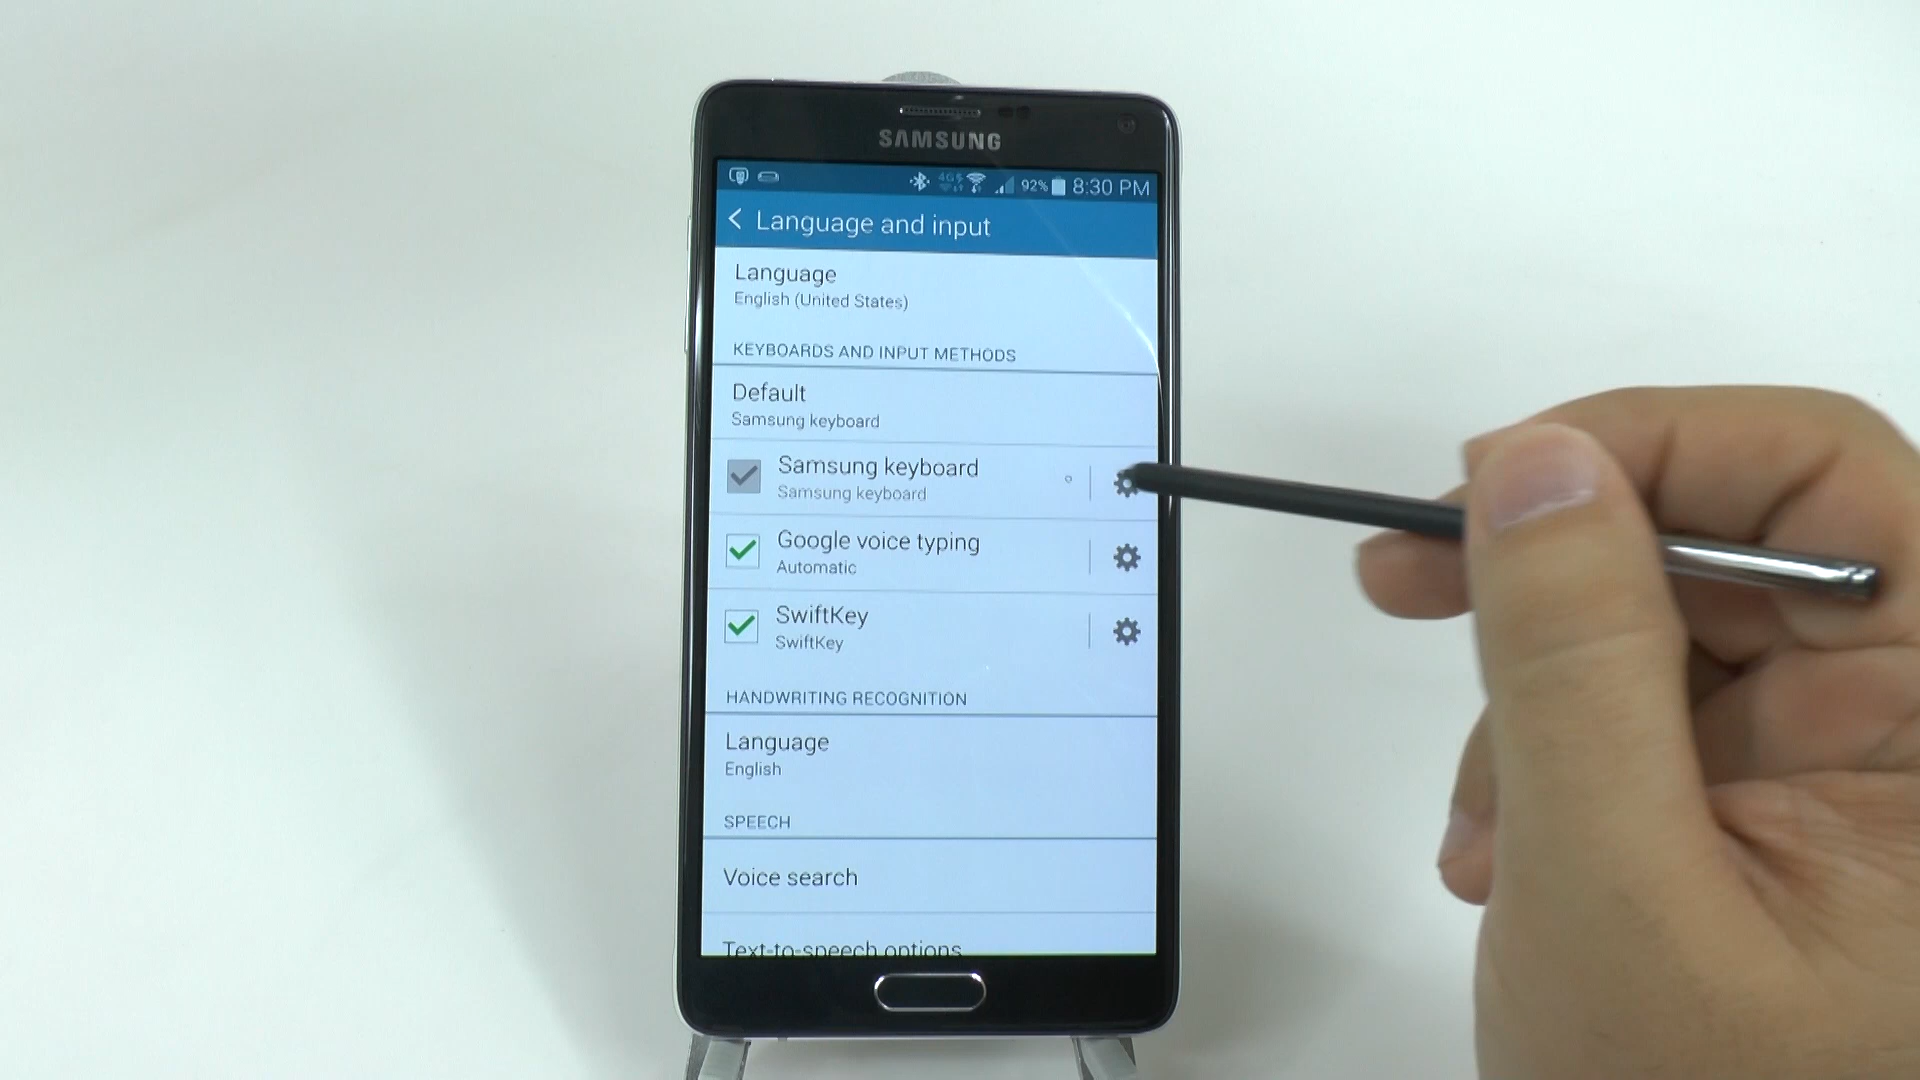 SAMSUNG
4G 92% 8:30 PM
Language and input
Language
English (United States)
KEYBOARDS AND INPUT METHODS
Default
Samsung keyboard
Samsung keyboard
Samsung keyboard
Google voice typing
Automatic
SwiftKey
SwiftKey
HANDWRITING RECOGNITION
Language
English
SPEECH
Voice search
Text-to-speech options